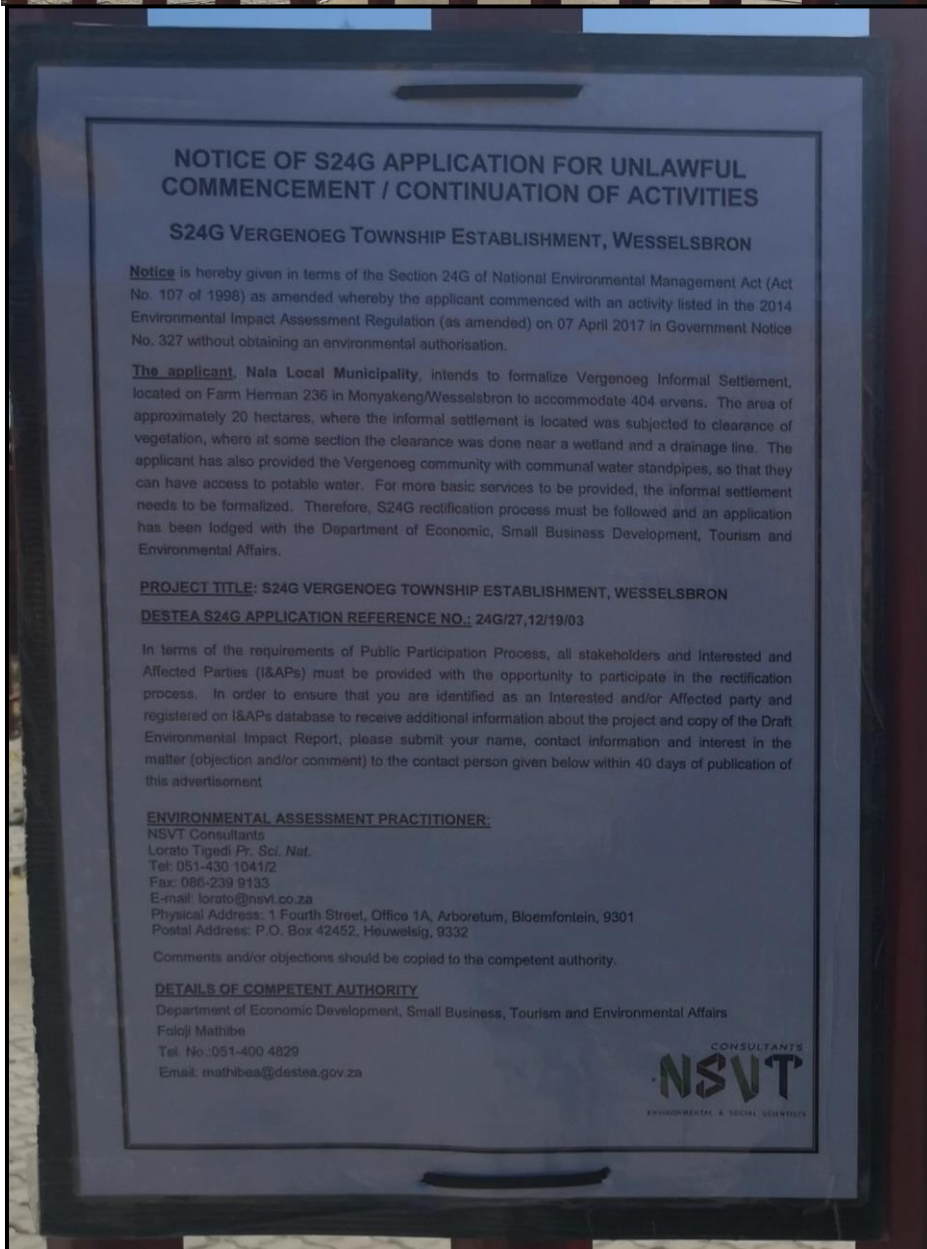 NOTICE OF S24G APPLICATION FOR UNLAWFUL
COMMENCEMENT / CONTINUATION OF ACTIVITIES
S24G VERGENOEG TOWNSHIP ESTABLISHMENT, WESSELSBRON
Notice is hereby given in terms of the Section 24G of National Environmental Management Act (Act
No. 107 of 1998) as amended whereby the applicant commenced with an activity listed in the 2014
Environmental Impact Assessment Regulation (as amended) on 07 April 2017 in Government Notice
No. 327 without obtaining an environmental authorisation.
The applicant, Nala Local Municipality, intends to formalize Vergenoeg Informal Settlement,
located on Farm Herman 236 in Monyakeng/Wesselsbron to accommodate 404 ervens. The area of
approximately 20 hectares, where the informal settlement is located was subjected to clearance of
vegetation, where at some section the clearance was done near a wetland and a drainage line. The
applicant has also provided the Vergenoeg community with communal water standpipes, so that they
can have access to potable water. For more basic services to be provided, the informal settlement
needs to be formalized. Therefore, S24G rectification process must be followed and an application
has been lodged with the Department of Economic, Small Business Development, Tourism and
Environmental Affairs.
PROJECT TITLE: S24G VERGENOEG TOWNSHIP ESTABLISHMENT, WESSELSBRON
DESTEA S24G APPLICATION REFERENCE NO.: 24G/27,12/19/03
In terms of the requirements of Public Participation Process, all stakeholders and Interested and
Affected Parties (I&APs) must be provided with the opportunity to participate in the rectification
process. In order to ensure that you are identified as an Interested and/or Affected party and
registered on I&APs database to receive additional information about the project and copy of the Draft
Environmental Impact Report, please submit your name, contact information and interest in the
matter (objection and/or comment) to the contact person given below within 40 days of publication of
this advertisement
ENVIRONMENTAL ASSESSMENT PRACTITIONER:
NSVT Consultants
Lorato Tigedi Pr. Sci. Nat.
Tel: 051-430 1041/2
Fax: 086-239 9133
E-mail: lorato@nsvt.co.za
Physical Address: 1 Fourth Street, Office 1A, Arboretum, Bloemfontein, 9301
Postal Address: P.O. Box 42452, Heuwelsig, 9332
Comments and/or objections should be copied to the competent authority.
DETAILS OF COMPETENT AUTHORITY
Department of Economic Development, Small Business, Tourism and Environmental Affairs
Foloji Mathibe
Tel. No.:051-400 4829
Email: mathibea@destea.gov.za
CONSULTANTS
NSVT
ENVIRONMENTAL & SOCIAL SCIENTISTS